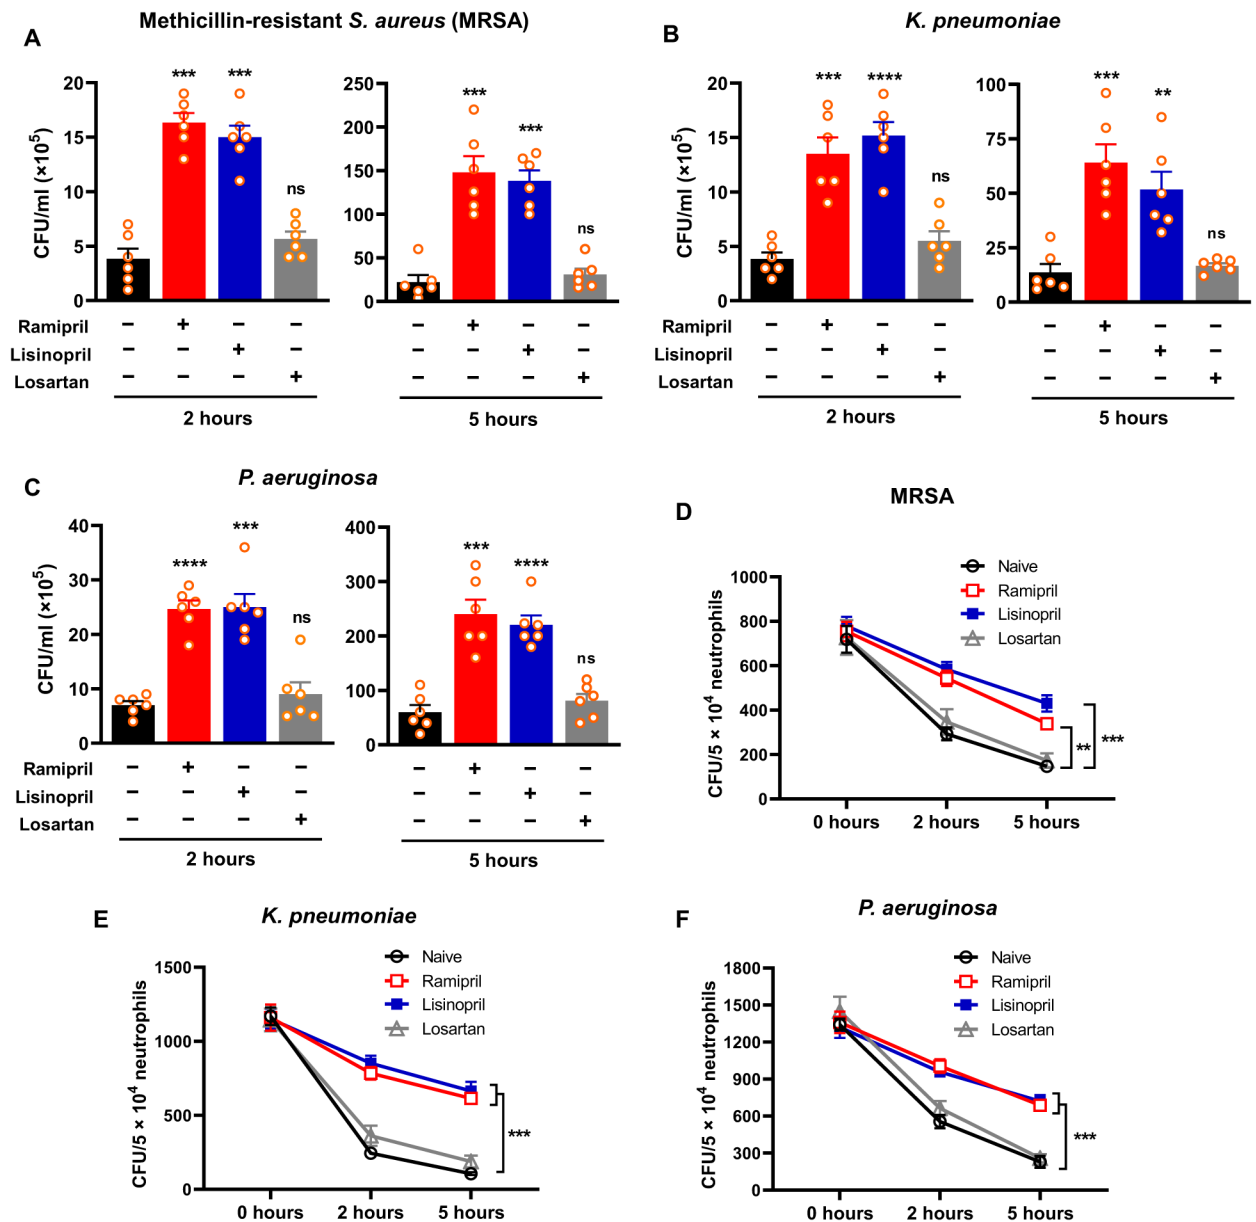 A
Methicillin-resistant S. aureus (MRSA)
CFU/ml (×10⁵)
20
15
10
5
0
*** *** ns
250
200
150
100
50
0
*** *** ns
Ramipril − + − − − + − −
Lisinopril − − + − − − + −
Losartan − − − + − − − +
2 hours 5 hours
B
K. pneumoniae
CFU/ml (×10⁵)
20
15
10
5
0
*** **** ns
100
75
50
25
0
*** ** ns
Ramipril − + − − − + − −
Lisinopril − − + − − − + −
Losartan − − − + − − − +
2 hours 5 hours
C
P. aeruginosa
CFU/ml (×10⁵)
40
30
20
10
0
**** *** ns
400
300
200
100
0
*** **** ns
Ramipril − + − − − + − −
Lisinopril − − + − − − + −
Losartan − − − + − − − +
2 hours 5 hours
D
MRSA
CFU/5 × 10⁴ neutrophils
1000
800
600
400
200
0
Naive
Ramipril
Lisinopril
Losartan
** ***
0 hours 2 hours 5 hours
E
K. pneumoniae
CFU/5 × 10⁴ neutrophils
1500
1000
500
0
Naive
Ramipril
Lisinopril
Losartan
***
0 hours 2 hours 5 hours
F
P. aeruginosa
CFU/5 × 10⁴ neutrophils
1800
1500
1200
900
600
300
0
Naive
Ramipril
Lisinopril
Losartan
***
0 hours 2 hours 5 hours